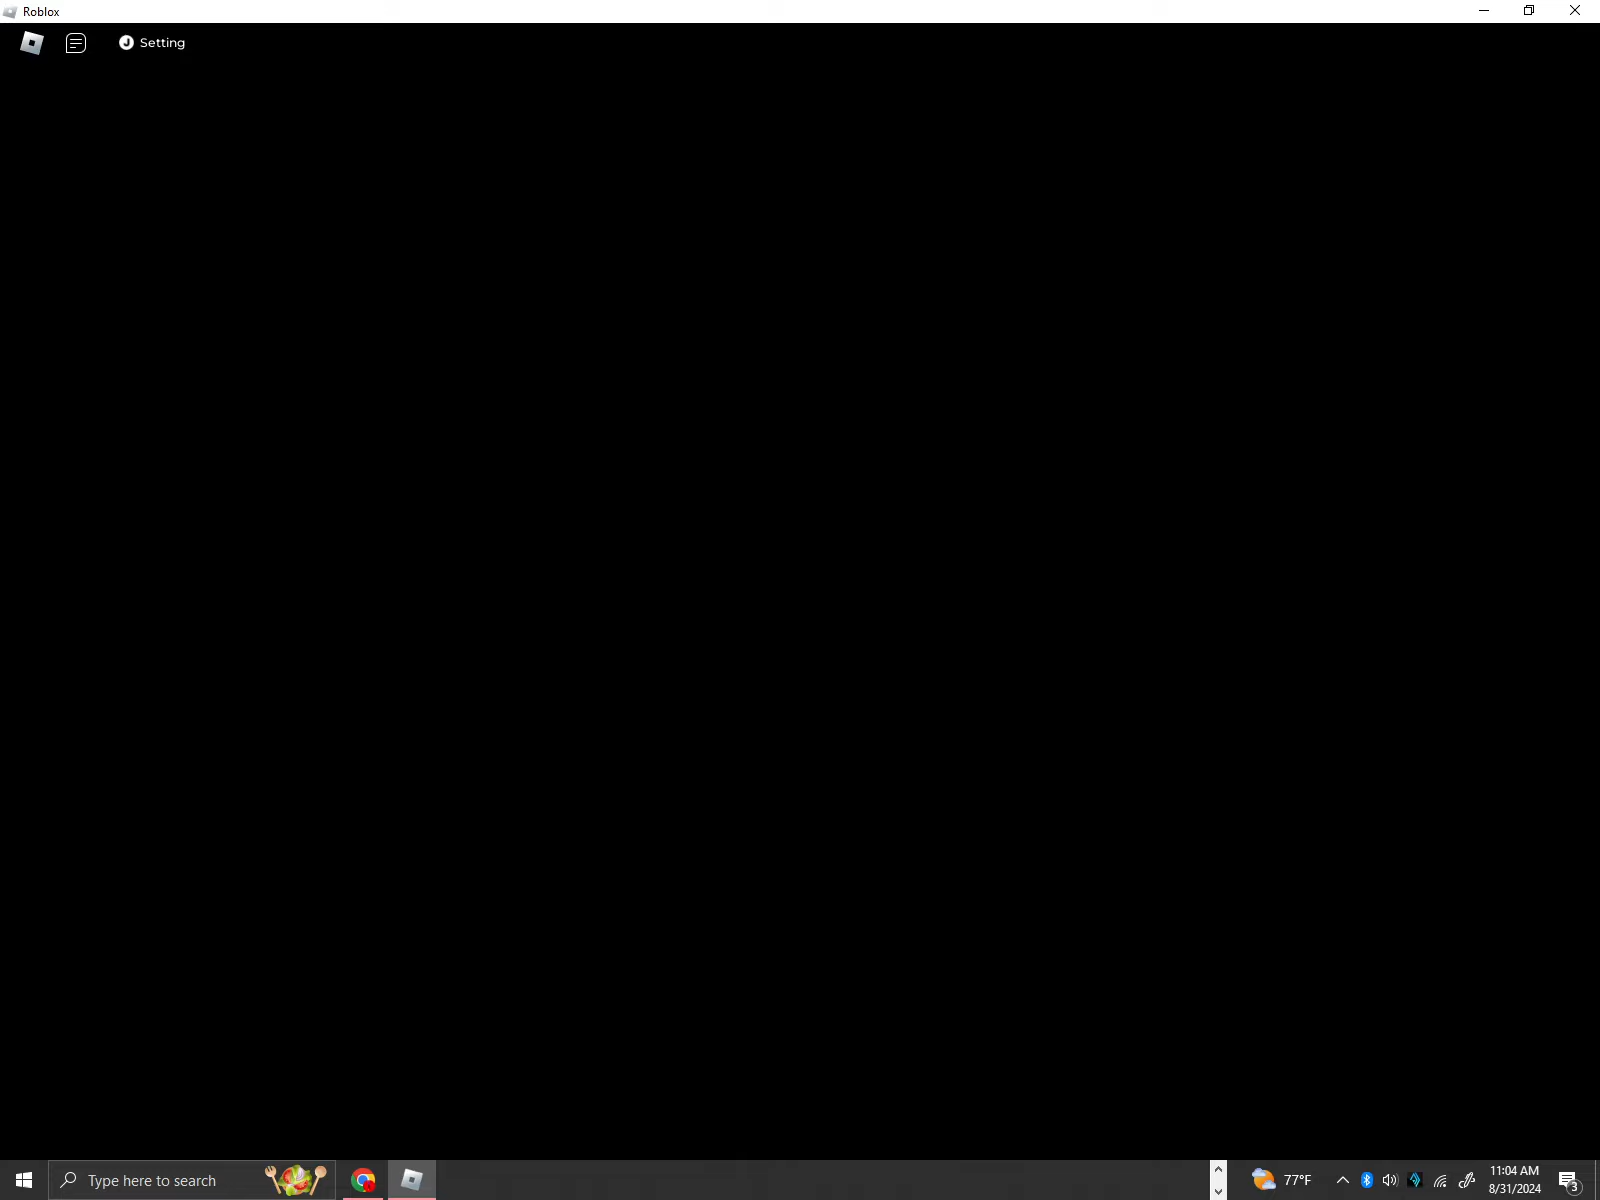 Roblox
J Setting
Type here to search
77°F
11:04 AM
8/31/2024
3